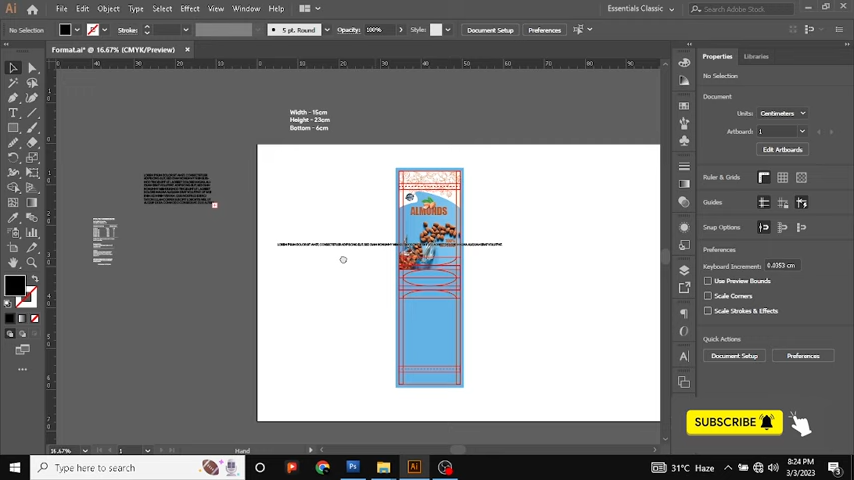 Ai
File Edit Object Type Select Effect View Window Help
Essentials Classic
Search Adobe Stock
No Selection
Stroke:
5 pt. Round
Opacity: 100%
Style:
Document Setup
Preferences
Format.ai* @ 16.67% (CMYK/Preview)
Properties
Libraries
No Selection
Document
Units: Centimeters
Artboard: 1
Edit Artboards
Ruler & Grids
Guides
Snap Options
Preferences
Keyboard Increment: 0.0353 cm
Use Preview Bounds
Scale Corners
Scale Strokes & Effects
Quick Actions
Document Setup
Preferences
Width - 15cm
Height - 23cm
Bottom - 6cm
ALMONDS
SUBSCRIBE
16.67%
1
Hand
Type here to search
31°C Haze
8:24 PM
3/3/2023